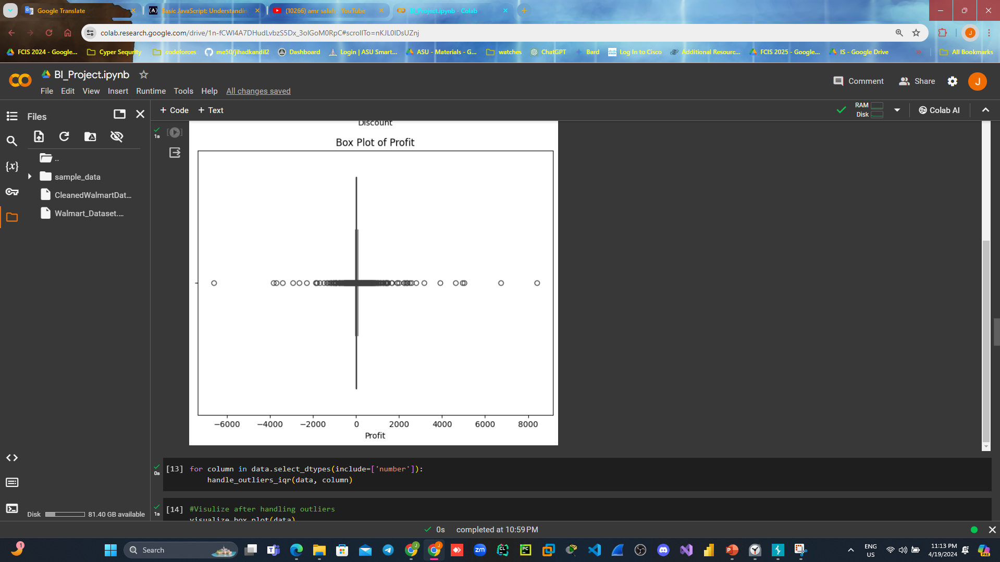 Google Translate
Basic JavaScript: Understandin
(10266) amr salah - YouTube
BI_Project.ipynb - Colab
colab.research.google.com/drive/1n-fCWl4A7DHudLvbzS5Dx_3olGoM0RpC#scrollTo=nKJL0lDsUZnj
FCIS 2024 - Google...
Cyper Sequrity
codeforces
me50/jihadkandil2
Dashboard
Login | ASU Smart...
ASU - Materials - G...
watches
ChatGPT
Bard
Log In to Cisco
Additional Resourc...
FCIS 2025 - Google...
IS - Google Drive
»
All Bookmarks
BI_Project.ipynb
File Edit View Insert Runtime Tools Help All changes saved
Comment
Share
J
Files
+ Code + Text
RAM
Disk
Colab AI
..
sample_data
CleanedWalmartDat...
Walmart_Dataset....
{x}
1s
[ ]
Discount
Box Plot of Profit
−6000 −4000 −2000 0 2000 4000 6000 8000
Profit
0s
[13] for column in data.select_dtypes(include=['number']):
handle_outliers_iqr(data, column)
1s
[14] #Visulize after handling outliers
visualize_box_plot(data)
Disk 81.40 GB available
0s completed at 10:59 PM
1
Search
ENG
US
11:13 PM
4/19/2024